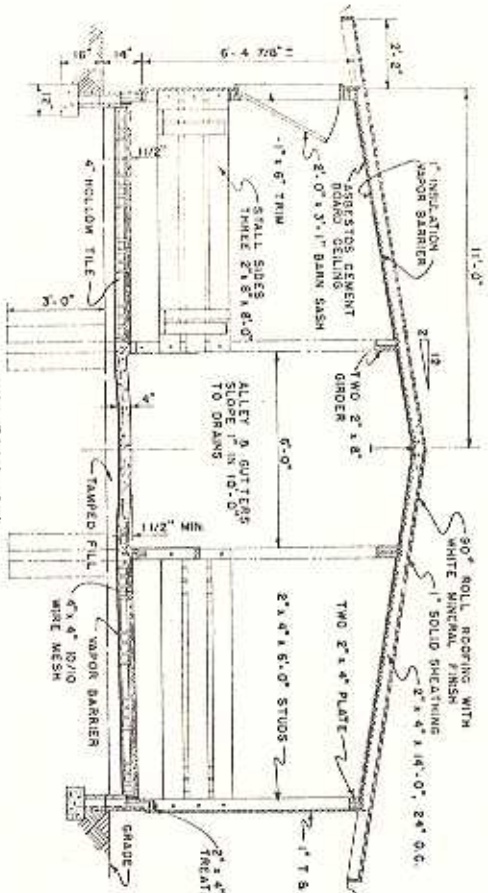 2'-2"
11'-0"
90# ROLL ROOFING WITH
WHITE MINERAL FINISH
1" SOLID SHEATHING
2" x 4" x 14'-0", 24" O.C.
2
12
1" INSULATION
VAPOR BARRIER
ASBESTOS CEMENT
BOARD CEILING
2'-0" x 3'-1" BARN SASH
1" x 6" TRIM
TWO 2" x 8"
GIRDER
TWO 2" x 4" PLATE
6-4 7/8" ±
STALL SIDES
THREE 2" x 8" x 8'-0"
6'-0"
2" x 4" x 6'-0" STUDS
1" T &
ALLEY & GUTTERS
SLOPE 1" IN 10'-0"
TO DRAINS
14"
16"
12"
1 1/2"
4"
1 1/2" MIN.
2" x 4"
TREAT
4" HOLLOW TILE
3'-0"
TAMPED FILL
VAPOR BARRIER
4" x 4" 10/10
WIRE MESH
GRADE